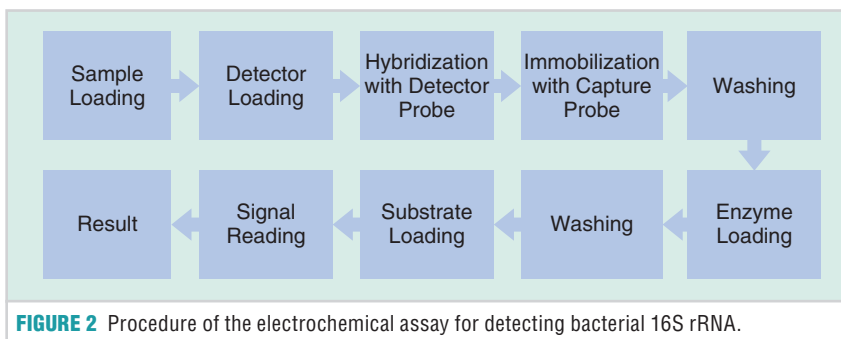 Sample
Loading
Detector
Loading
Hybridization
with Detector
Probe
Immobilization
with Capture
Probe
Washing
Result
Signal
Reading
Substrate
Loading
Washing
Enzyme
Loading
FIGURE 2 Procedure of the electrochemical assay for detecting bacterial 16S rRNA.